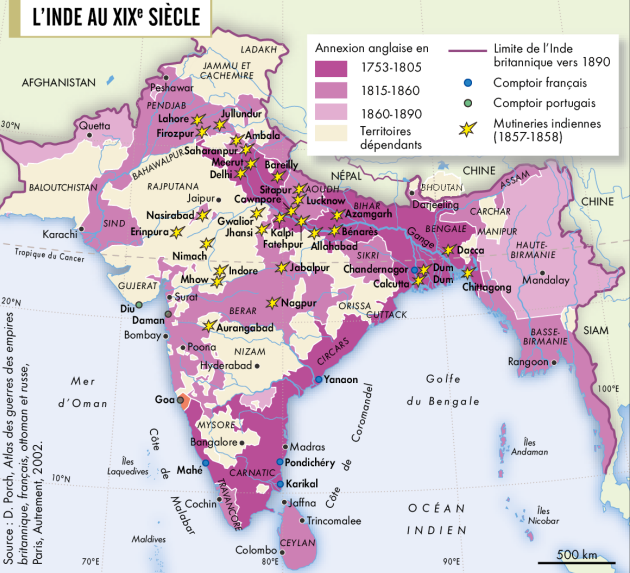 L'INDE AU XIXe SIÈCLE
Annexion anglaise en
1753-1805
1815-1860
1860-1890
Territoires
dépendants
Limite de l'Inde
britannique vers 1890
Comptoir français
Comptoir portugais
Mutineries indiennes
(1857-1858)
LADAKH
JAMMU ET
CACHEMIRE
AFGHANISTAN
Peshawar
PENDJAB
30°N
Quetta
Lahore
Jullundur
Firozpur
Ambala
Saharanpur
BAHAWALPUR
Meerut
Bareilly
Delhi
BALOUTCHISTAN
RAJPUTANA
Sitapur
AOUDH
NÉPAL
BHOUTAN
CHINE
ASSAM
CHINE
Jaipur
Cawnpore
Lucknow
Darjeeling
Nasirabad
Gwalior
Azamgarh
BIHAR
CARCHAR
SIND
Erinpura
Jhansi
Kalpi
Bénarès
Gange
BENGALE
MANIPUR
Karachi
Fatehpur
Allahabad
Tropique du Cancer
Nimach
SIKRI
Dacca
HAUTE-
BIRMANIE
Indore
Jabalpur
Chandernagor
Dum
Dum
Mhow
Calcutta
Chittagong
Mandalay
GUJERAT
Surat
20°N
Diu
Nagpur
ORISSA
Daman
BERAR
CUTTACK
SIAM
Bombay
Aurangabad
BASSE-
BIRMANIE
Poona
NIZAM
CIRCARS
Hyderabad
Rangoon
Mer
d'Oman
Yanaon
Golfe
du Bengale
100°E
Goa
MYSORE
Côte de Coromandel
Bangalore
Madras
Îles
Andaman
Îles
Laquedives
Côte de Malabar
Mahé
CARNATIC
Pondichéry
10°N
Karikal
TRAVANCORE
Cochin
Jaffna
OCÉAN
INDIEN
Îles
Nicobar
Trincomalee
Maldives
CEYLAN
Colombo
70°E
80°E
90°E
500 km
Source : D. Porch, Atlas des guerres des empires
britannique, français, ottoman et russe,
Paris, Autrement, 2002.